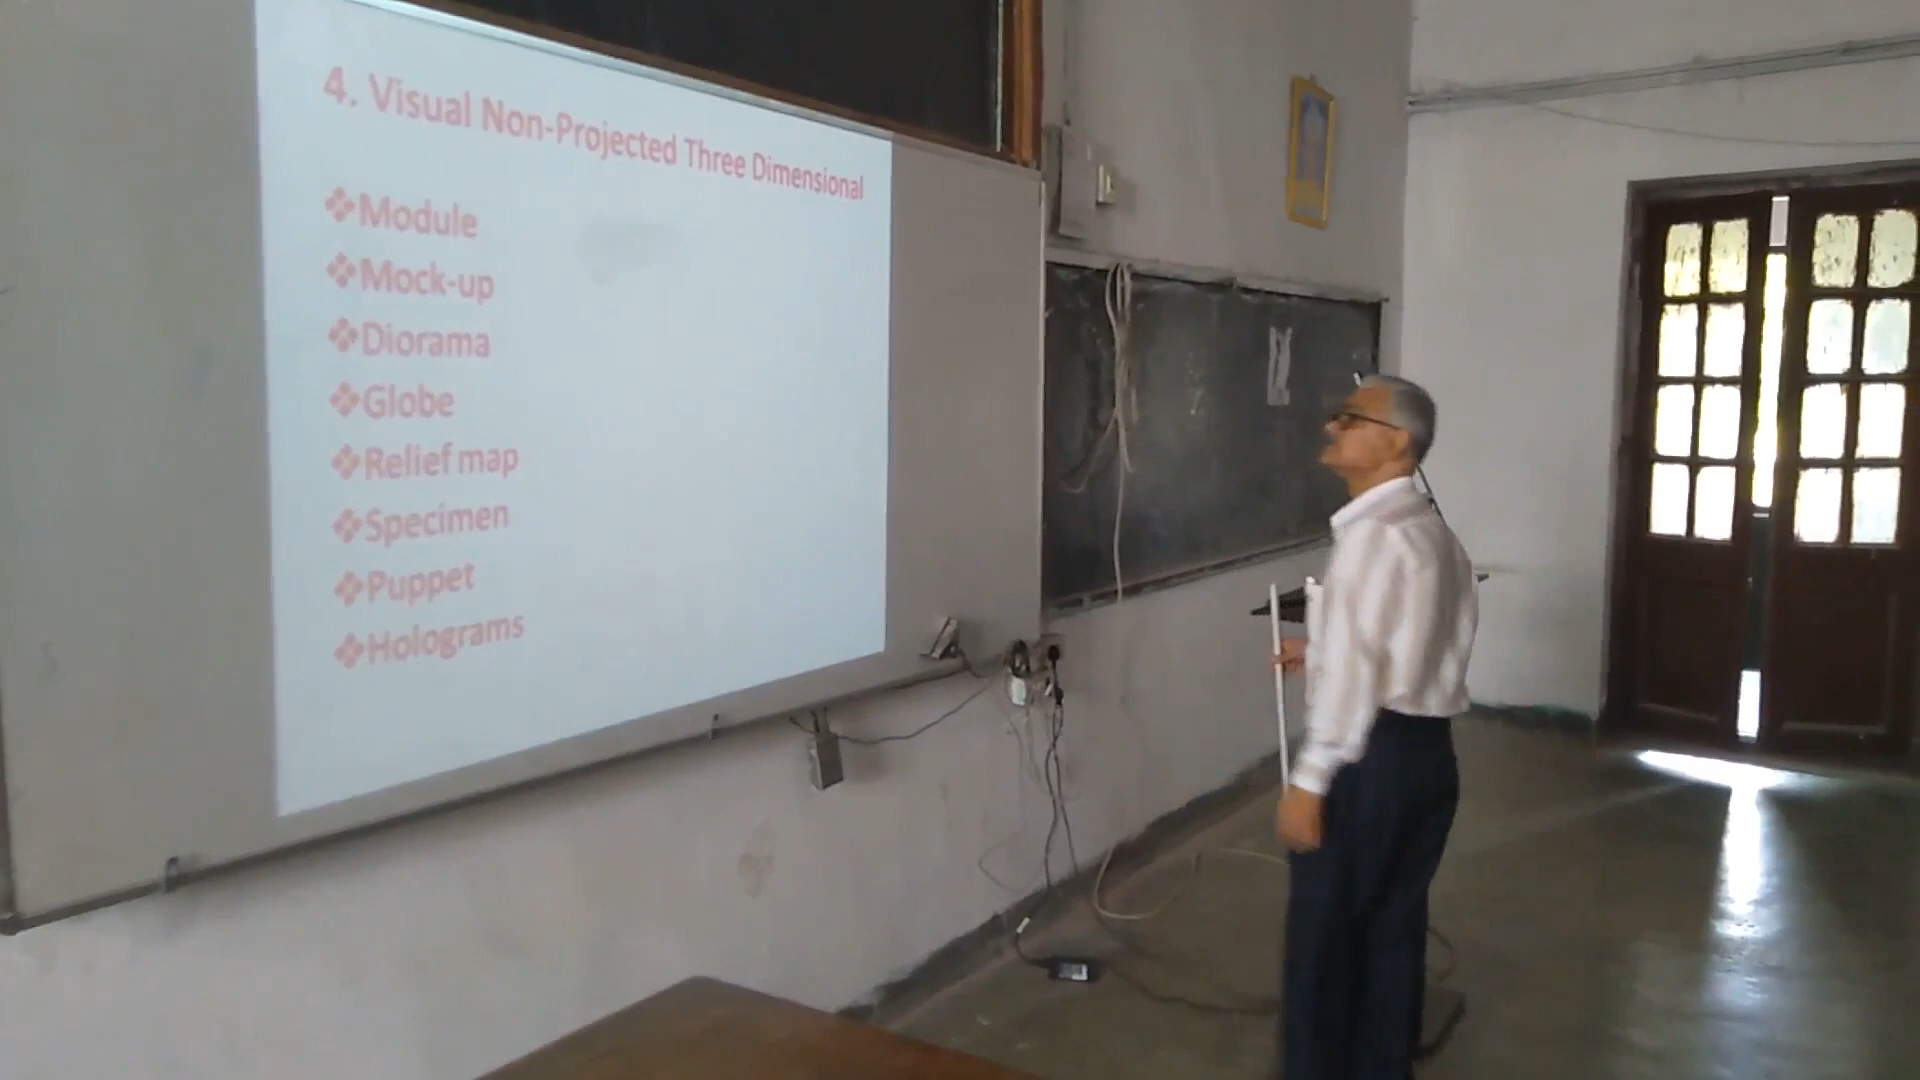 4. Visual Non-Projected Three Dimensional
❖Module
❖Mock-up
❖Diorama
❖Globe
❖Relief map
❖Specimen
❖Puppet
❖Holograms